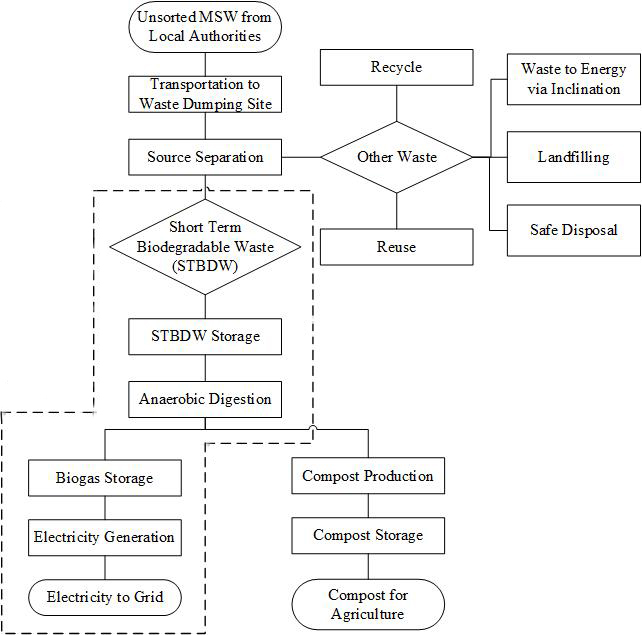 Unsorted MSW from
Local Authorities
Transportation to
Waste Dumping Site
Source Separation
Recycle
Other Waste
Reuse
Waste to Energy
via Inclination
Landfilling
Safe Disposal
Short Term
Biodegradable Waste
(STBDW)
STBDW Storage
Anaerobic Digestion
Biogas Storage
Electricity Generation
Electricity to Grid
Compost Production
Compost Storage
Compost for
Agriculture